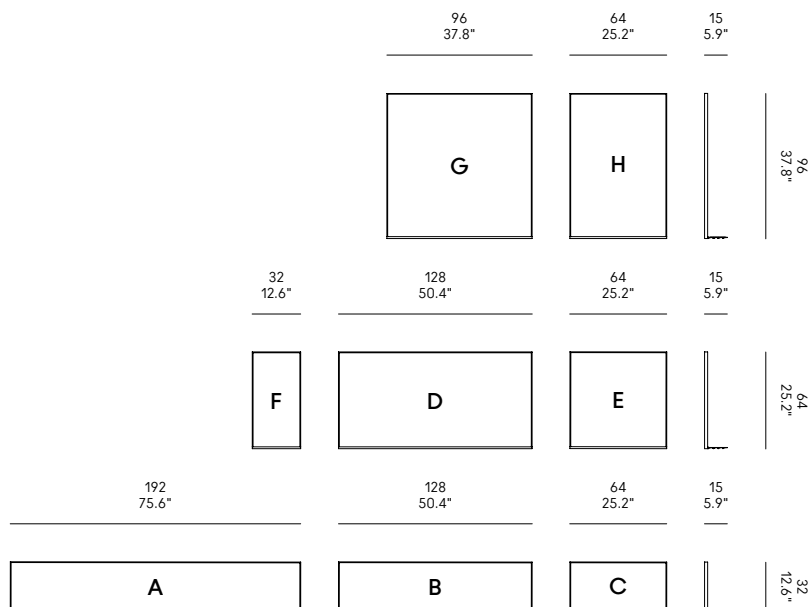 96 64 15
37.8" 25.2" 5.9"
G H
96
37.8"
32 128 64 15
12.6" 50.4" 25.2" 5.9"
F D E
64
25.2"
192 128 64 15
75.6" 50.4" 25.2" 5.9"
A B C
32
12.6"